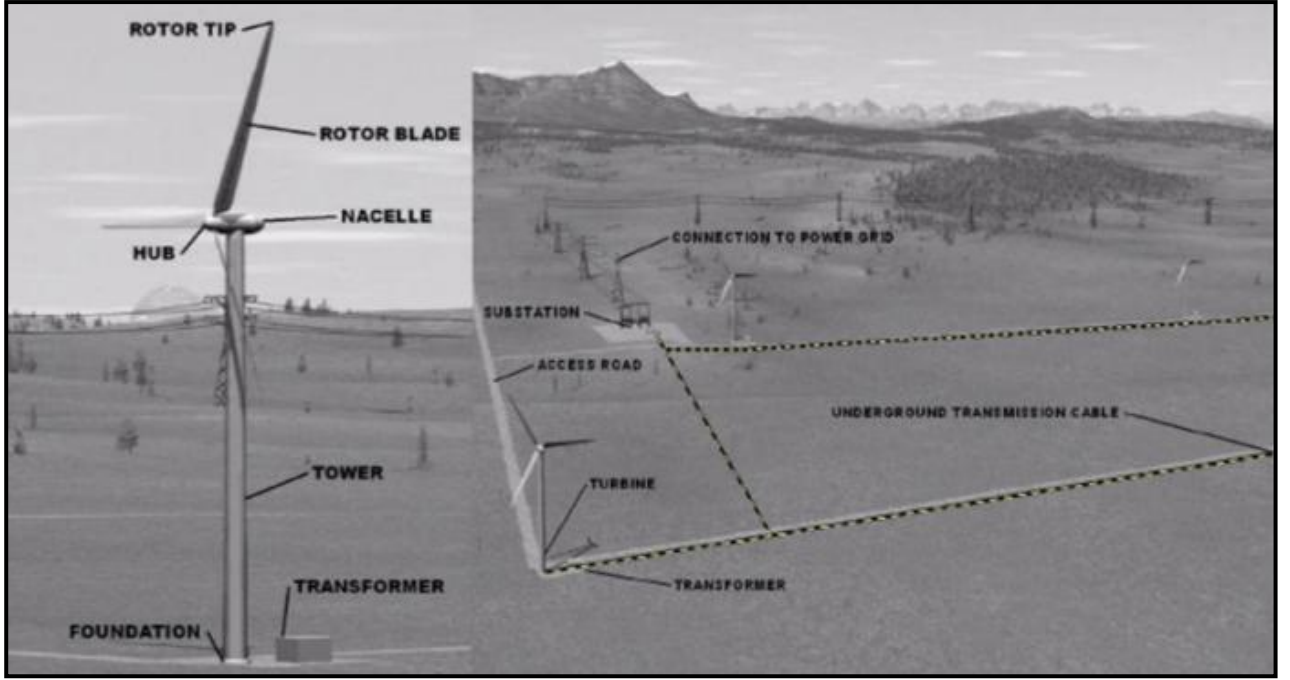 ROTOR TIP
ROTOR BLADE
NACELLE
HUB
TOWER
TRANSFORMER
FOUNDATION
CONNECTION TO POWER GRID
SUBSTATION
ACCESS ROAD
UNDERGROUND TRANSMISSION CABLE
TURBINE
TRANSFORMER